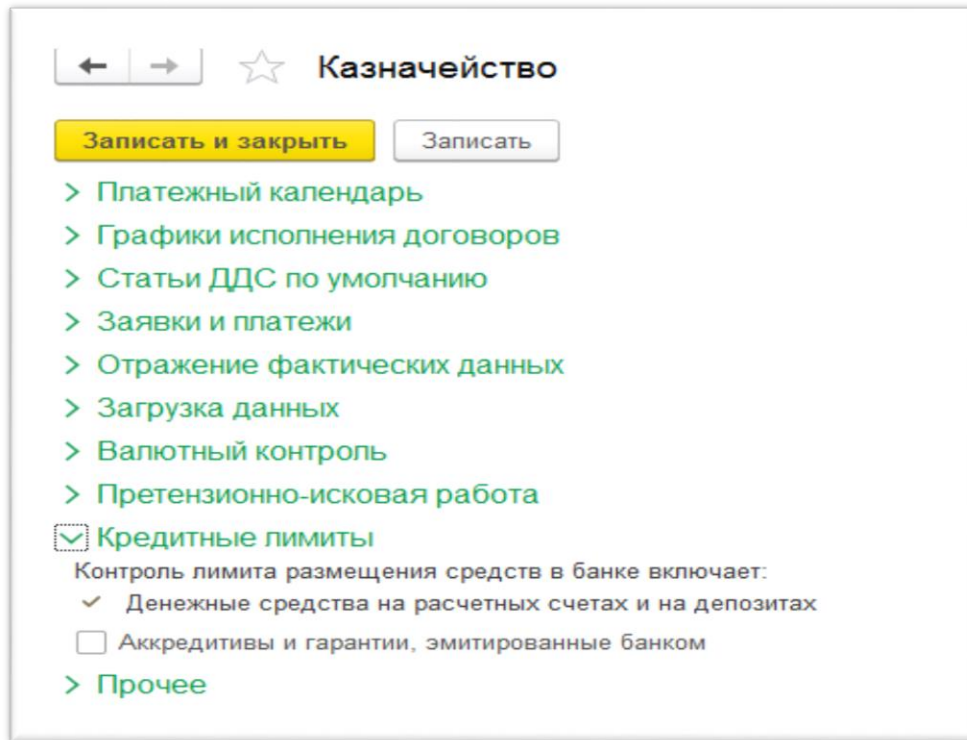 Казначейство
Записать и закрыть Записать
Платежный календарь
Графики исполнения договоров
Статьи ДДС по умолчанию
Заявки и платежи
Отражение фактических данных
Загрузка данных
Валютный контроль
Претензионно-исковая работа
Кредитные лимиты
Контроль лимита размещения средств в банке включает:
Денежные средства на расчетных счетах и на депозитах
Аккредитивы и гарантии, эмитированные банком
Прочее